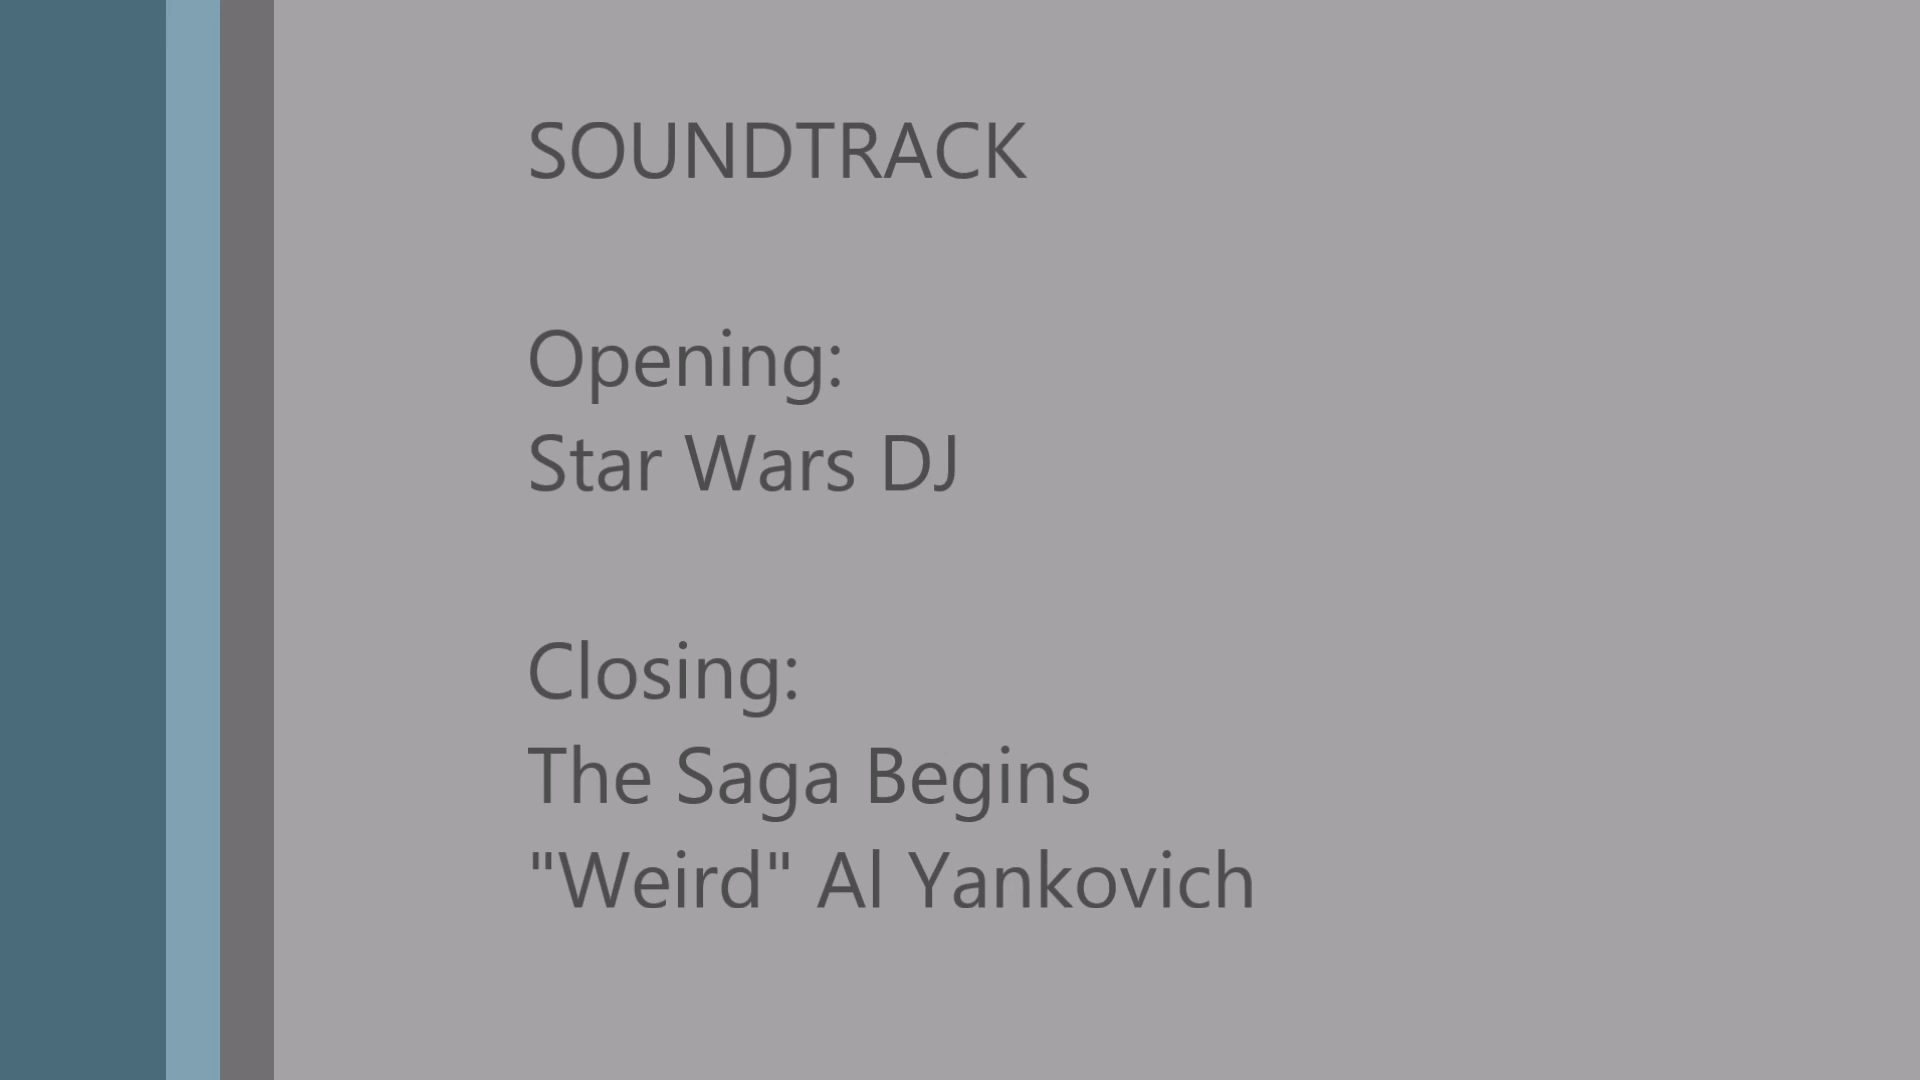 SOUNDTRACK
Opening:
Star Wars DJ
Closing:
The Saga Begins
"Weird" Al Yankovich